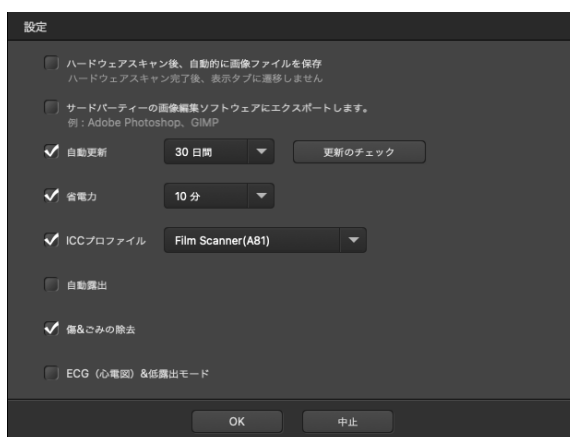 設定
ハードウェアスキャン後、自動的に画像ファイルを保存
ハードウェアスキャン完了後、表示タブに遷移しません
サードパーティーの画像編集ソフトウェアにエクスポートします。
例：Adobe Photoshop、GIMP
自動更新 30 日間 更新のチェック
省電力 10 分
ICCプロファイル Film Scanner(A81)
自動露出
傷&ごみの除去
ECG（心電図）&低露出モード
OK 中止